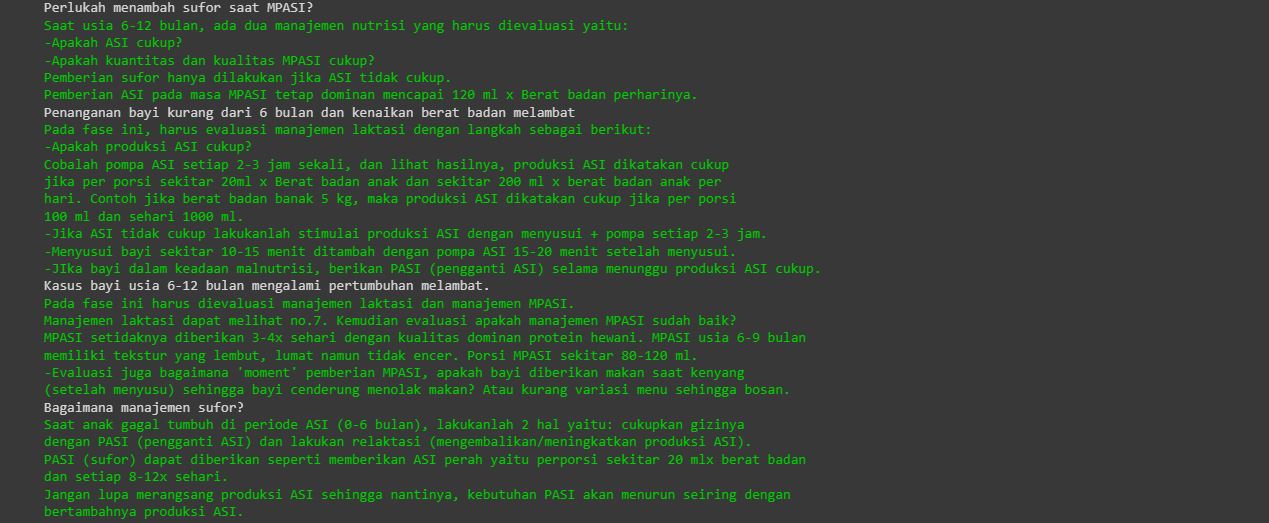 Perlukah menambah sufor saat MPASI?
Saat usia 6-12 bulan, ada dua manajemen nutrisi yang harus dievaluasi yaitu:
-Apakah ASI cukup?
-Apakah kuantitas dan kualitas MPASI cukup?
Pemberian sufor hanya dilakukan jika ASI tidak cukup.
Pemberian ASI pada masa MPASI tetap dominan mencapai 120 ml x Berat badan perharinya.
Penanganan bayi kurang dari 6 bulan dan kenaikan berat badan melambat
Pada fase ini, harus evaluasi manajemen laktasi dengan langkah sebagai berikut:
-Apakah produksi ASI cukup?
Cobalah pompa ASI setiap 2-3 jam sekali, dan lihat hasilnya, produksi ASI dikatakan cukup
jika per porsi sekitar 20ml x Berat badan anak dan sekitar 200 ml x berat badan anak per
hari. Contoh jika berat badan banak 5 kg, maka produksi ASI dikatakan cukup jika per porsi
100 ml dan sehari 1000 ml.
-Jika ASI tidak cukup lakukanlah stimulai produksi ASI dengan menyusui + pompa setiap 2-3 jam.
-Menyusui bayi sekitar 10-15 menit ditambah dengan pompa ASI 15-20 menit setelah menyusui.
-JIka bayi dalam keadaan malnutrisi, berikan PASI (pengganti ASI) selama menunggu produksi ASI cukup.
Kasus bayi usia 6-12 bulan mengalami pertumbuhan melambat.
Pada fase ini harus dievaluasi manajemen laktasi dan manajemen MPASI.
Manajemen laktasi dapat melihat no.7. Kemudian evaluasi apakah manajemen MPASI sudah baik?
MPASI setidaknya diberikan 3-4x sehari dengan kualitas dominan protein hewani. MPASI usia 6-9 bulan
memiliki tekstur yang lembut, lumat namun tidak encer. Porsi MPASI sekitar 80-120 ml.
-Evaluasi juga bagaimana 'moment' pemberian MPASI, apakah bayi diberikan makan saat kenyang
(setelah menyusu) sehingga bayi cenderung menolak makan? Atau kurang variasi menu sehingga bosan.
Bagaimana manajemen sufor?
Saat anak gagal tumbuh di periode ASI (0-6 bulan), lakukanlah 2 hal yaitu: cukupkan gizinya
dengan PASI (pengganti ASI) dan lakukan relaktasi (mengembalikan/meningkatkan produksi ASI).
PASI (sufor) dapat diberikan seperti memberikan ASI perah yaitu perporsi sekitar 20 mlx berat badan
dan setiap 8-12x sehari.
Jangan lupa merangsang produksi ASI sehingga nantinya, kebutuhan PASI akan menurun seiring dengan
bertambahnya produksi ASI.